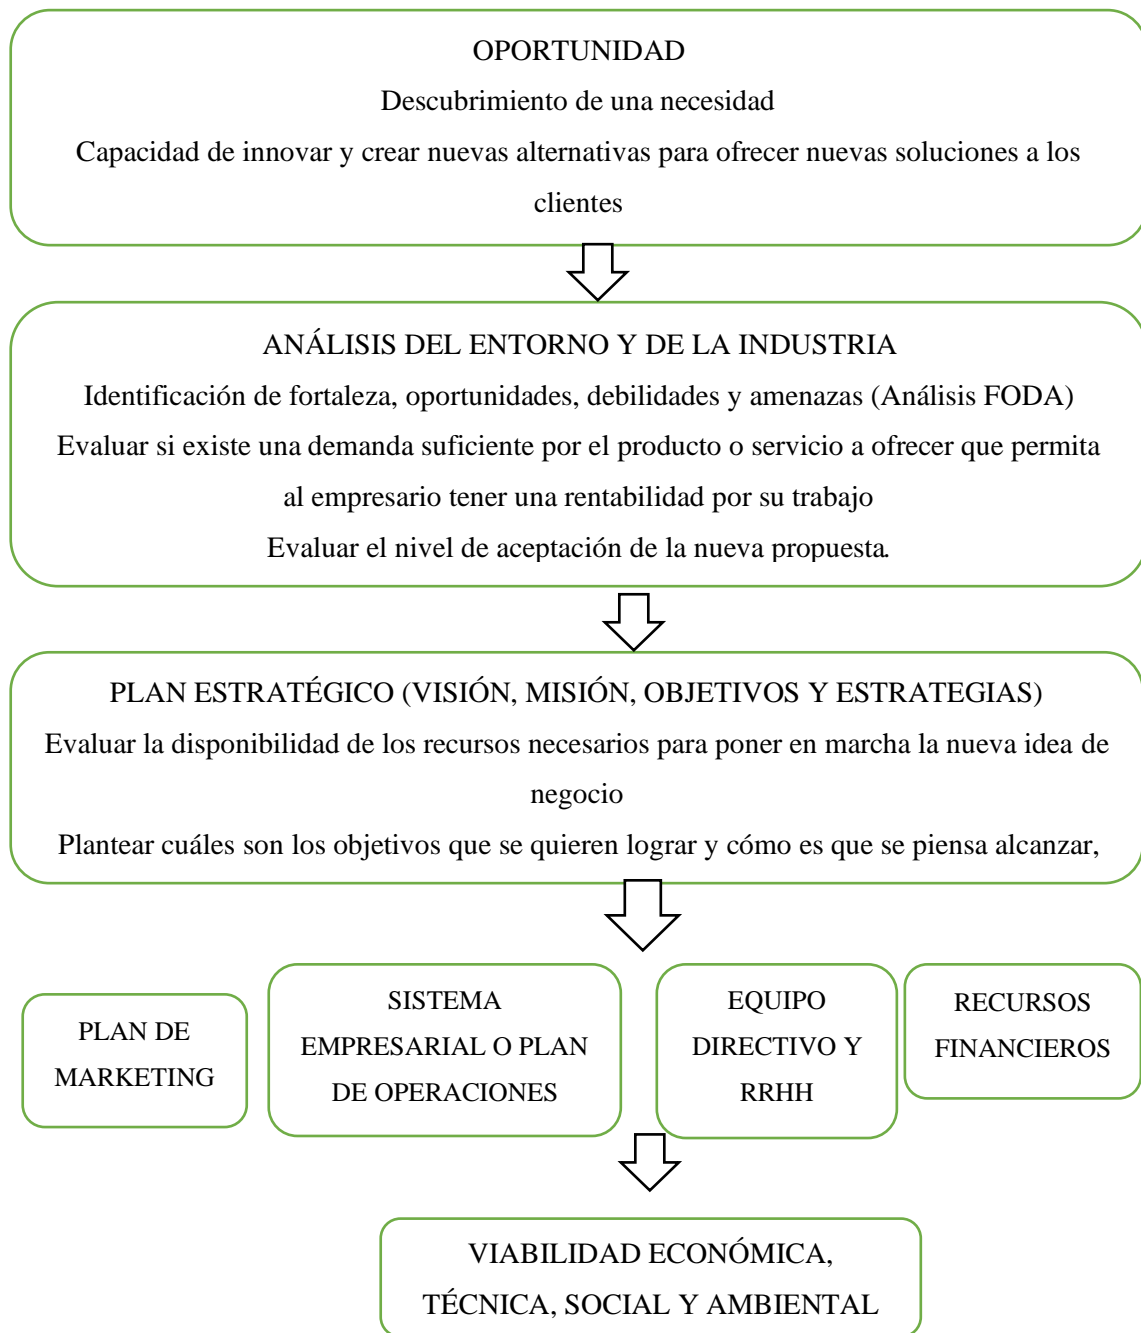 OPORTUNIDAD
Descubrimiento de una necesidad
Capacidad de innovar y crear nuevas alternativas para ofrecer nuevas soluciones a los
clientes
ANÁLISIS DEL ENTORNO Y DE LA INDUSTRIA
Identificación de fortaleza, oportunidades, debilidades y amenazas (Análisis FODA)
Evaluar si existe una demanda suficiente por el producto o servicio a ofrecer que permita
al empresario tener una rentabilidad por su trabajo
Evaluar el nivel de aceptación de la nueva propuesta.
PLAN ESTRATÉGICO (VISIÓN, MISIÓN, OBJETIVOS Y ESTRATEGIAS)
Evaluar la disponibilidad de los recursos necesarios para poner en marcha la nueva idea de
negocio
Plantear cuáles son los objetivos que se quieren lograr y cómo es que se piensa alcanzar,
PLAN DE
MARKETING
SISTEMA
EMPRESARIAL O PLAN
DE OPERACIONES
EQUIPO
DIRECTIVO Y
RRHH
RECURSOS
FINANCIEROS
VIABILIDAD ECONÓMICA,
TÉCNICA, SOCIAL Y AMBIENTAL